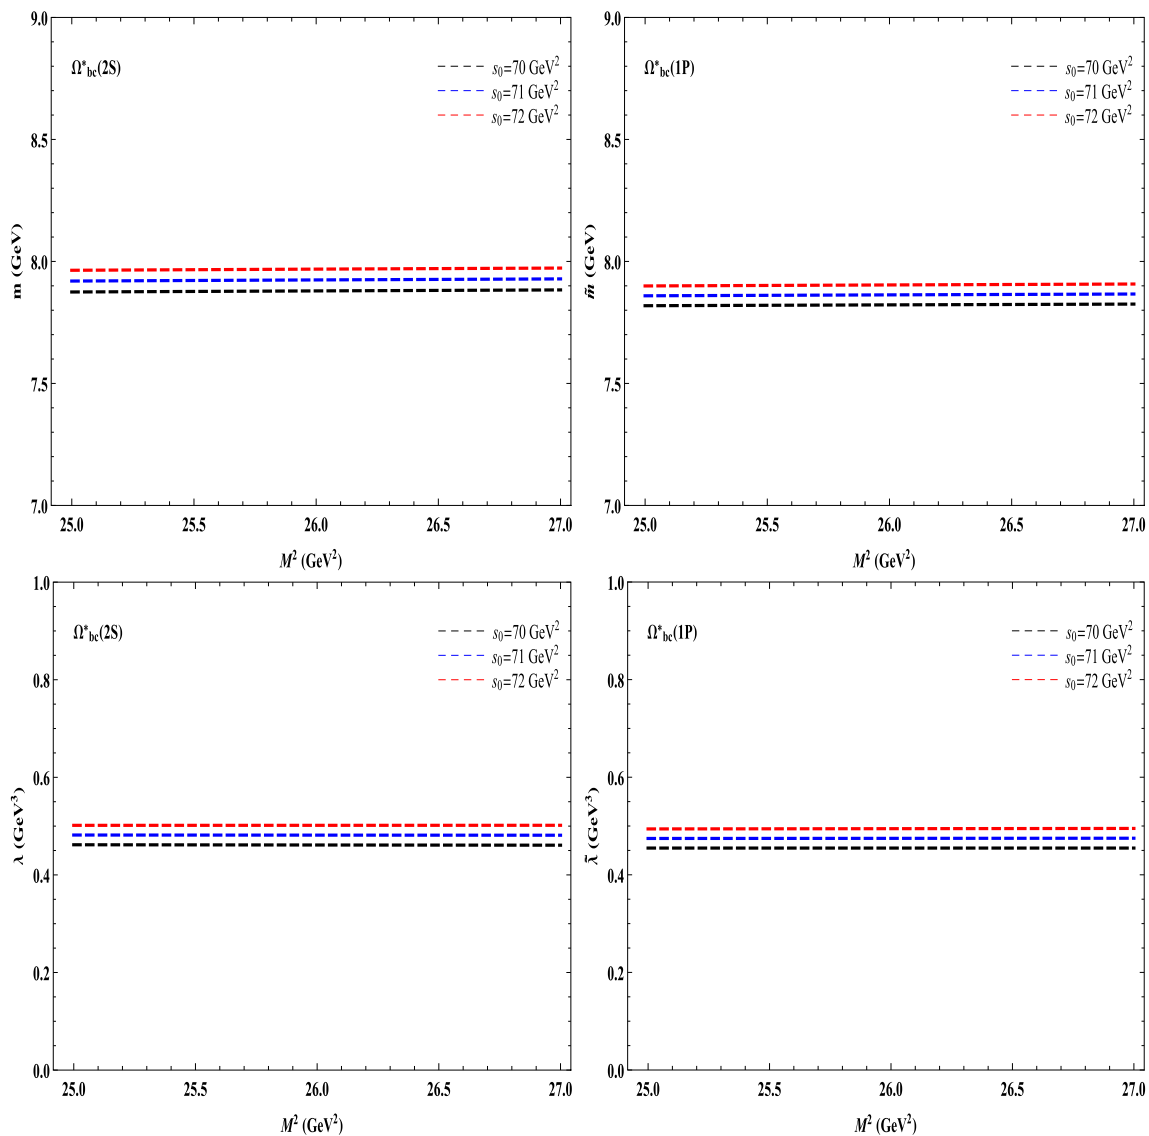 Ω*bc(2S)
s0=70 GeV2
s0=71 GeV2
s0=72 GeV2
m (GeV)
9.0
8.5
8.0
7.5
7.0
25.0 25.5 26.0 26.5 27.0
M2 (GeV2)
Ω*bc(1P)
s0=70 GeV2
s0=71 GeV2
s0=72 GeV2
m̃ (GeV)
9.0
8.5
8.0
7.5
7.0
25.0 25.5 26.0 26.5 27.0
M2 (GeV2)
Ω*bc(2S)
s0=70 GeV2
s0=71 GeV2
s0=72 GeV2
λ (GeV3)
1.0
0.8
0.6
0.4
0.2
0.0
25.0 25.5 26.0 26.5 27.0
M2 (GeV2)
Ω*bc(1P)
s0=70 GeV2
s0=71 GeV2
s0=72 GeV2
λ̃ (GeV3)
1.0
0.8
0.6
0.4
0.2
0.0
25.0 25.5 26.0 26.5 27.0
M2 (GeV2)